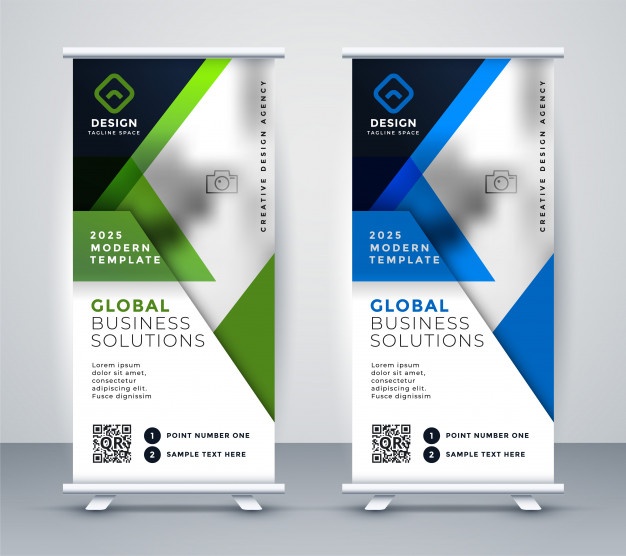 DESIGN
TAGLINE SPACE
CREATIVE DESIGN AGENCY
2025
MODERN
TEMPLATE
GLOBAL
BUSINESS
SOLUTIONS
Lorem ipsum
dolor sit amet,
consectetur
adipiscing elit.
Fusce dignissim
QR
1 POINT NUMBER ONE
2 SAMPLE TEXT HERE
DESIGN
TAGLINE SPACE
CREATIVE DESIGN AGENCY
2025
MODERN
TEMPLATE
GLOBAL
BUSINESS
SOLUTIONS
Lorem ipsum
dolor sit amet,
consectetur
adipiscing elit.
Fusce dignissim
QR
1 POINT NUMBER ONE
2 SAMPLE TEXT HERE